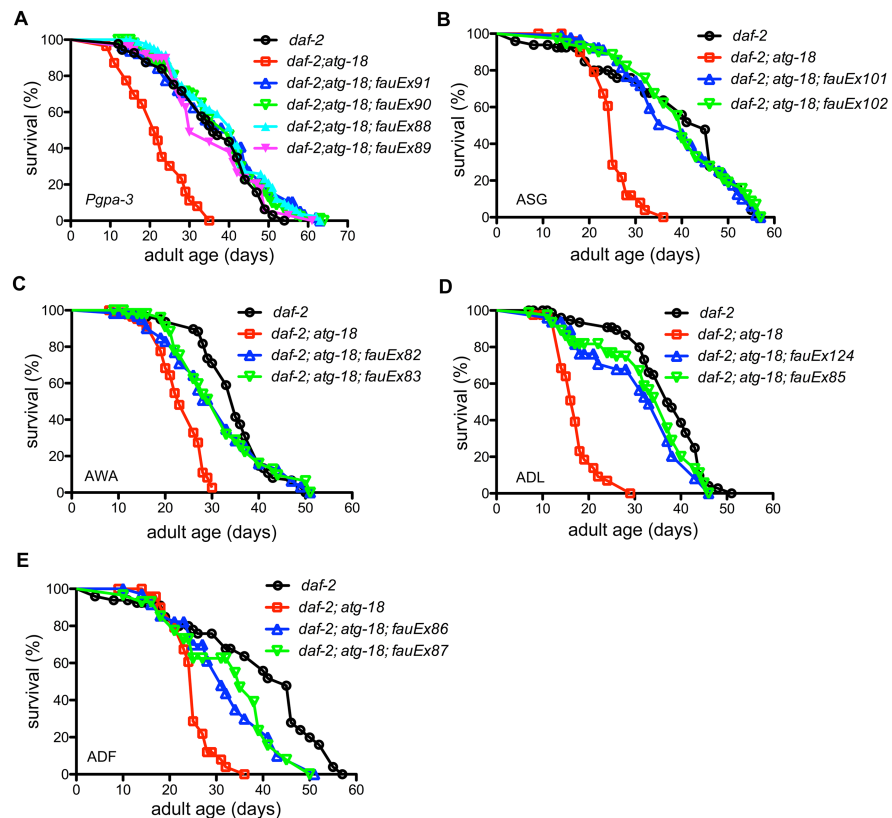 A
survival (%)
100
80
60
40
20
0
0 10 20 30 40 50 60 70
adult age (days)
Pgpa-3
daf-2
daf-2;atg-18
daf-2;atg-18;fauEx91
daf-2;atg-18;fauEx90
daf-2;atg-18;fauEx88
daf-2;atg-18;fauEx89
B
survival (%)
100
80
60
40
20
0
0 10 20 30 40 50 60
adult age (days)
ASG
daf-2
daf-2; atg-18
daf-2; atg-18; fauEx101
daf-2; atg-18; fauEx102
C
survival (%)
100
80
60
40
20
0
0 10 20 30 40 50 60
adult age (days)
AWA
daf-2
daf-2; atg-18
daf-2; atg-18; fauEx82
daf-2; atg-18; fauEx83
D
survival (%)
100
80
60
40
20
0
0 10 20 30 40 50 60
adult age (days)
ADL
daf-2
daf-2; atg-18
daf-2; atg-18; fauEx124
daf-2; atg-18; fauEx85
E
survival (%)
100
80
60
40
20
0
0 10 20 30 40 50 60
adult age (days)
ADF
daf-2
daf-2; atg-18
daf-2; atg-18; fauEx86
daf-2; atg-18; fauEx87